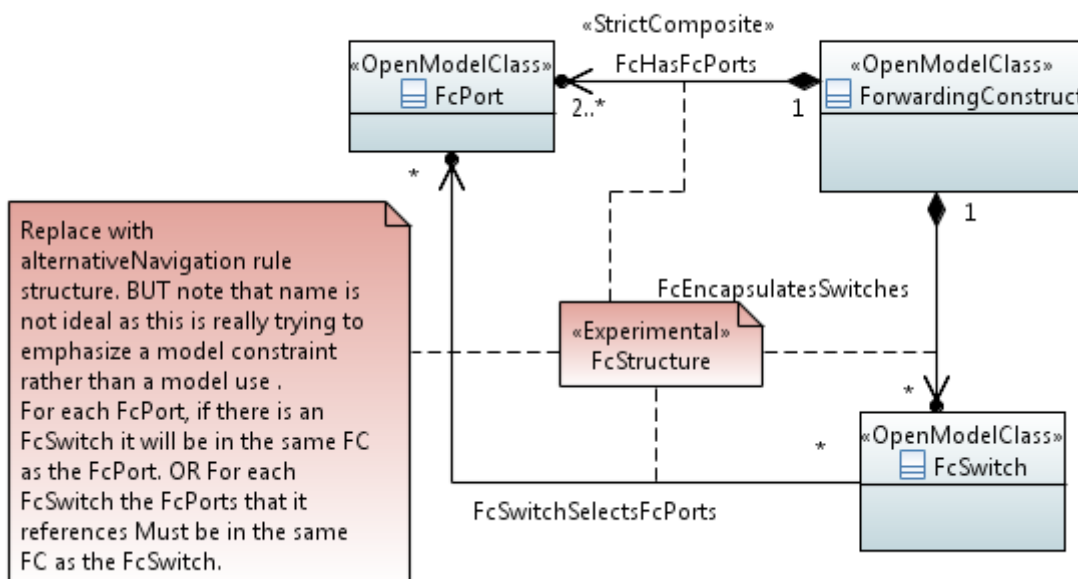 «StrictComposite»
«OpenModelClass»
FcPort
FcHasFcPorts
2..*
1
«OpenModelClass»
ForwardingConstruct
*
1
Replace with
alternativeNavigation rule
structure. BUT note that name is
not ideal as this is really trying to
emphasize a model constraint
rather than a model use .
For each FcPort, if there is an
FcSwitch it will be in the same FC
as the FcPort. OR For each
FcSwitch the FcPorts that it
references Must be in the same
FC as the FcSwitch.
FcEncapsulatesSwitches
«Experimental»
FcStructure
*
*
«OpenModelClass»
FcSwitch
FcSwitchSelectsFcPorts